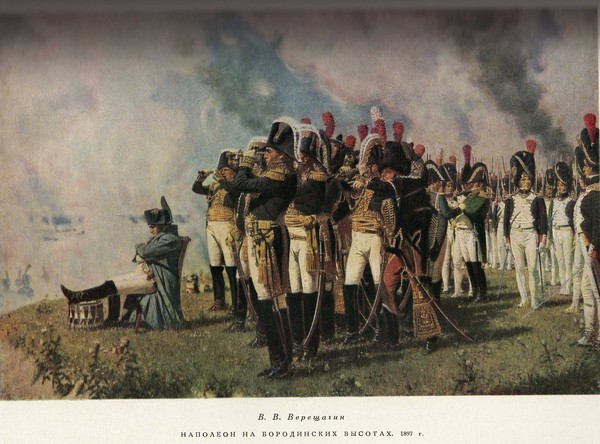 В. В. Верещагин
НАПОЛЕОН НА БОРОДИНСКИХ ВЫСОТАХ. 1897 г.